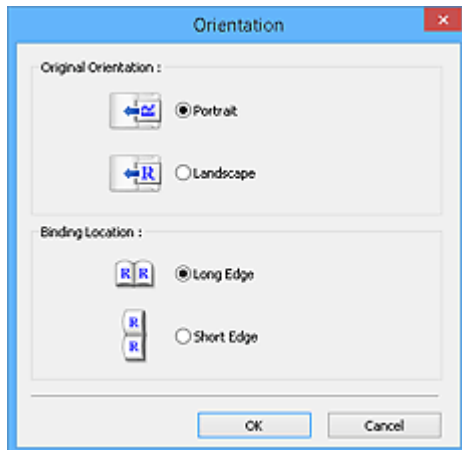 Orientation
Original Orientation :
Portrait
R
Landscape
Binding Location :
R R
Long Edge
R
R
Short Edge
OK
Cancel